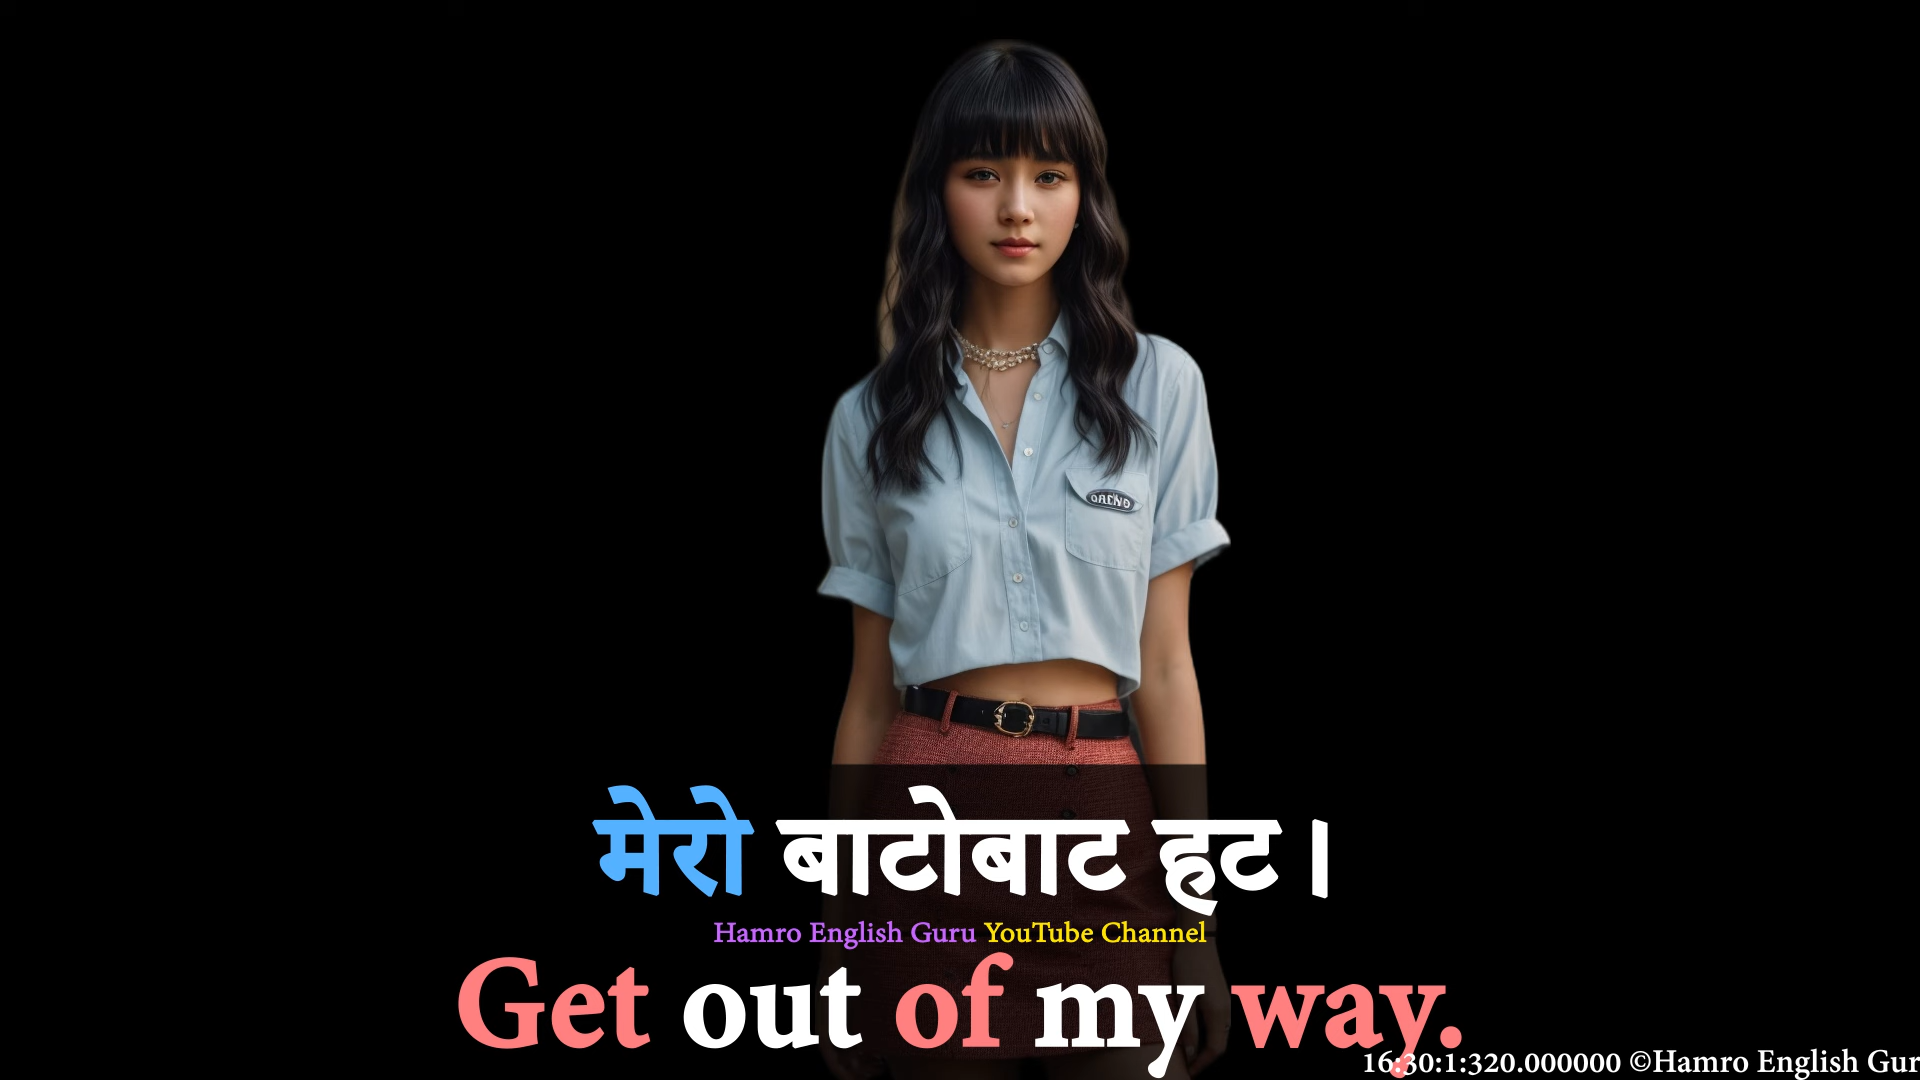 मेरो बाटोबाट हट।
Hamro English Guru YouTube Channel
Get out of my way.
16:30:1:320.000000 ©Hamro English Gur